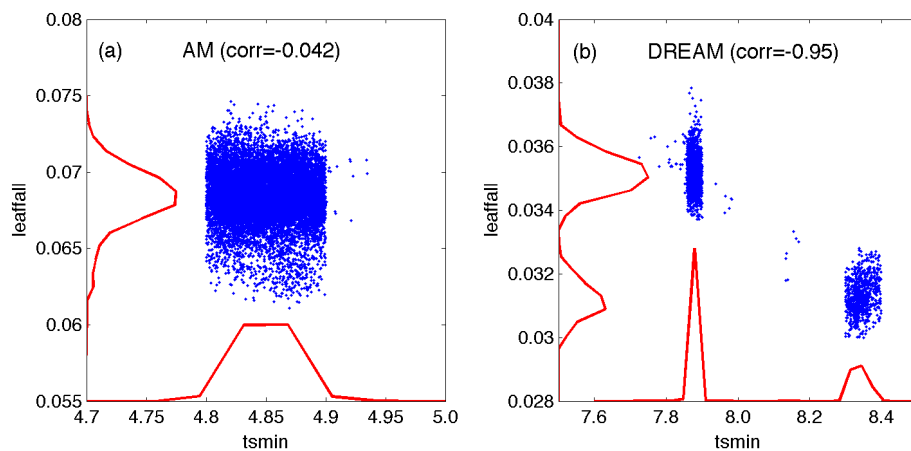 (a) AM (corr=-0.042)
0.08
0.075
0.07
0.065
0.06
0.055
leaffall
4.7 4.75 4.8 4.85 4.9 4.95 5.0
tsmin
(b) DREAM (corr=-0.95)
0.04
0.038
0.036
0.034
0.032
0.03
0.028
leaffall
7.6 7.8 8.0 8.2 8.4
tsmin